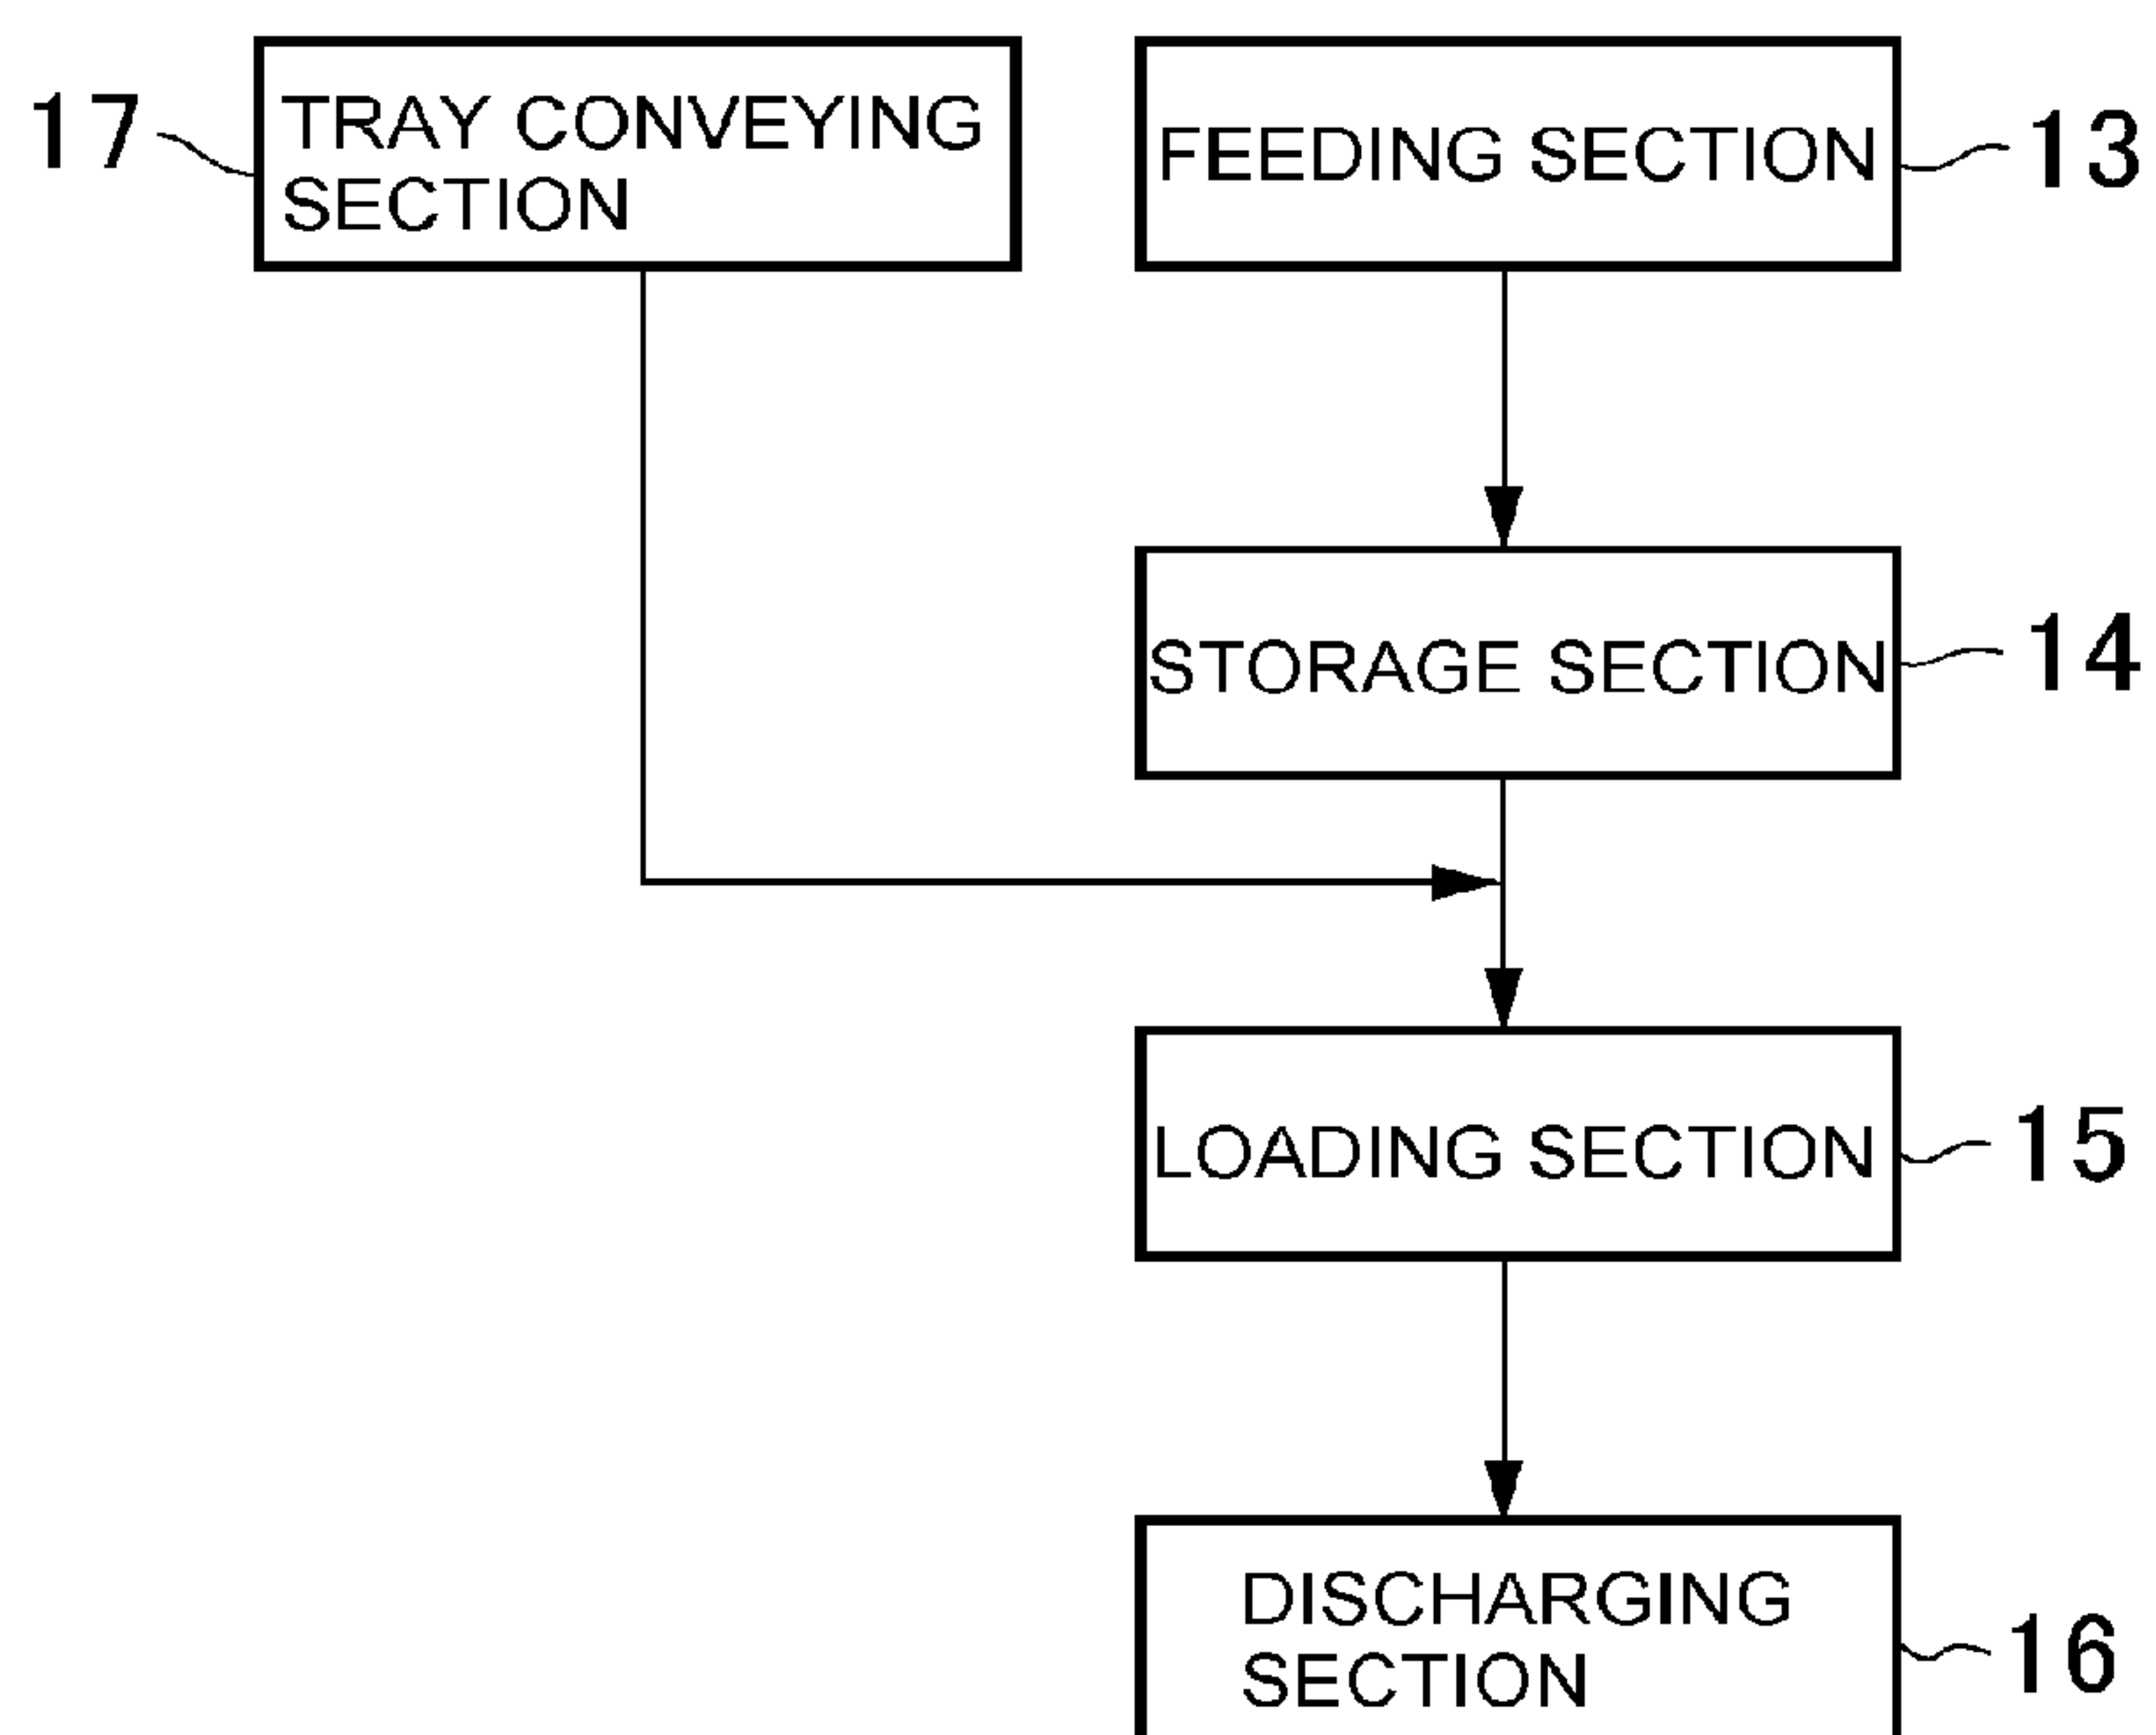 17
TRAY CONVEYING
SECTION
FEEDING SECTION
13
STORAGE SECTION
14
LOADING SECTION
15
DISCHARGING
SECTION
16